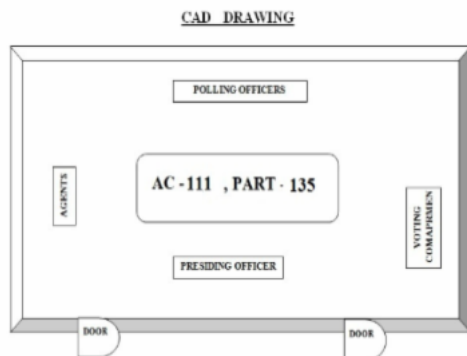 CAD DRAWING
POLLING OFFICERS
AGENTS
AC -111 , PART - 135
VOTING
COMAPRMEN
PRESIDING OFFICER
DOOR
DOOR